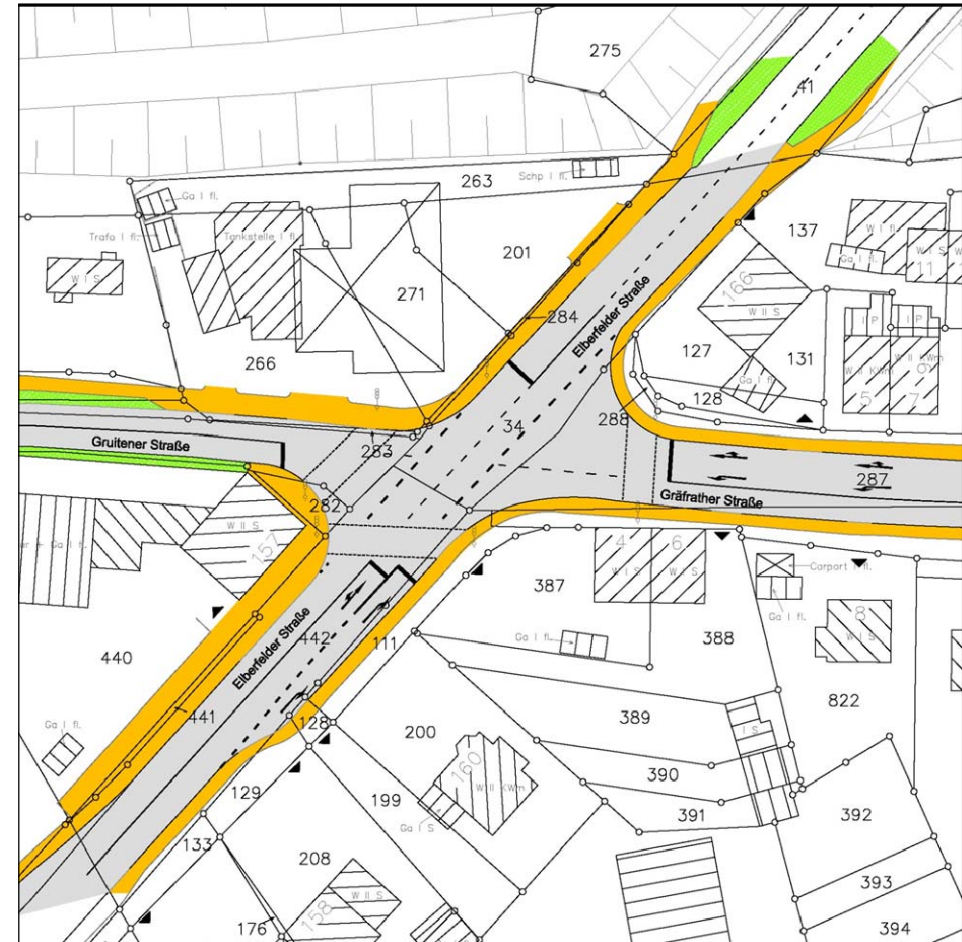 275
41
263
Schp I fl.
Ga I fl.
137
Trafo I fl.
Tankstelle I fl.
201
W I fl.
W I S
11
Ga I fl.
W I S
166
271
284
W II S
Elberfelder Straße
266
127
131
I P
I P
W II KWm
W II KWm
9
Ga I fl.
128
5
7
34
288
Gruitener Straße
283
287
Gräfrather Straße
282
W II S
157
4
6
W I S
W I S
Ga I fl.
387
Carport I fl.
Ga I fl.
8
W I S
442
111
Elberfelder Straße
Ga I fl.
388
440
822
441
Ga I fl.
128
389
I S
200
390
129
160
W II KWm
199
391
Ga I S
392
133
208
393
W II S
158
176
394